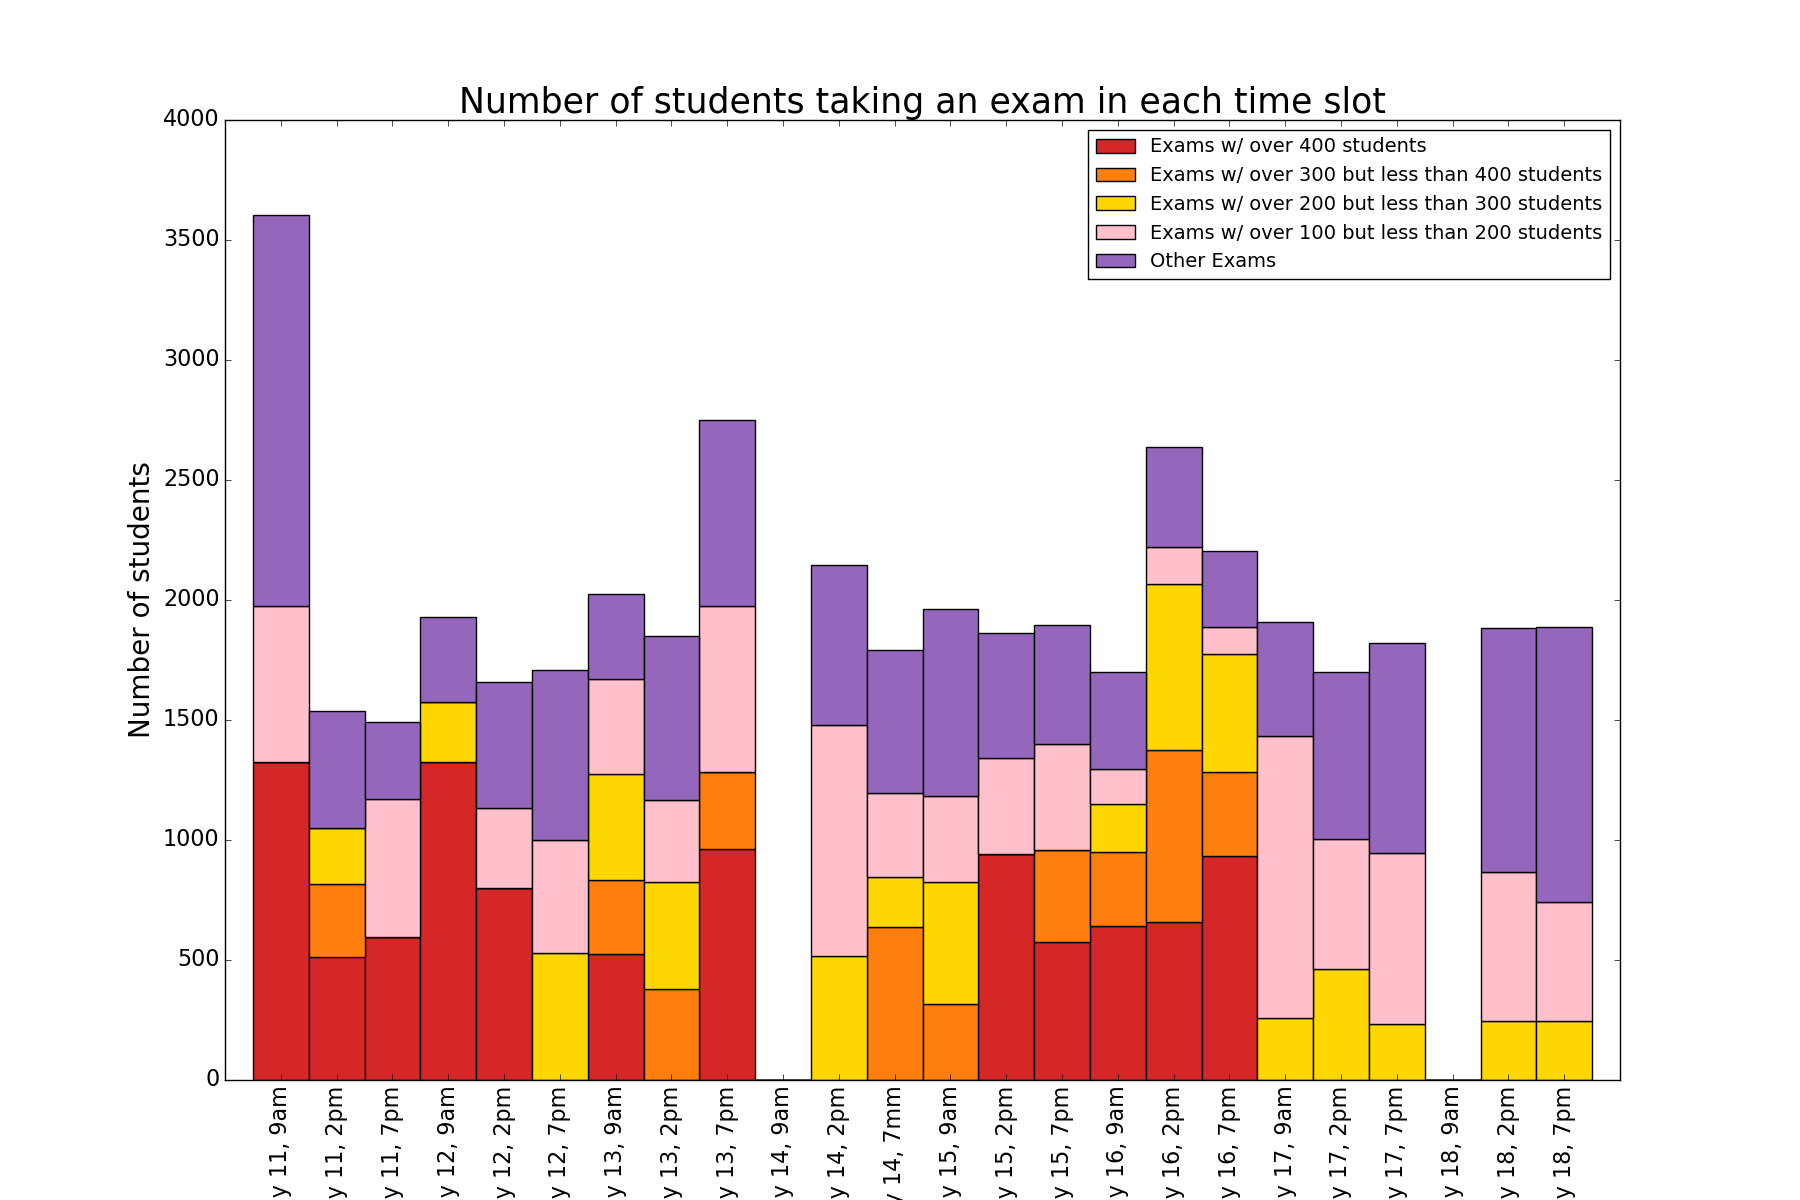 Number of students taking an exam in each time slot
Exams w/ over 400 students
Exams w/ over 300 but less than 400 students
Exams w/ over 200 but less than 300 students
Exams w/ over 100 but less than 200 students
Other Exams
Number of students
4000
3500
3000
2500
2000
1500
1000
500
0
y 11, 9am
y 11, 2pm
y 11, 7pm
y 12, 9am
y 12, 2pm
y 12, 7pm
y 13, 9am
y 13, 2pm
y 13, 7pm
y 14, 9am
y 14, 2pm
y 14, 7mm
y 15, 9am
y 15, 2pm
y 15, 7pm
y 16, 9am
y 16, 2pm
y 16, 7pm
y 17, 9am
y 17, 2pm
y 17, 7pm
y 18, 9am
y 18, 2pm
y 18, 7pm